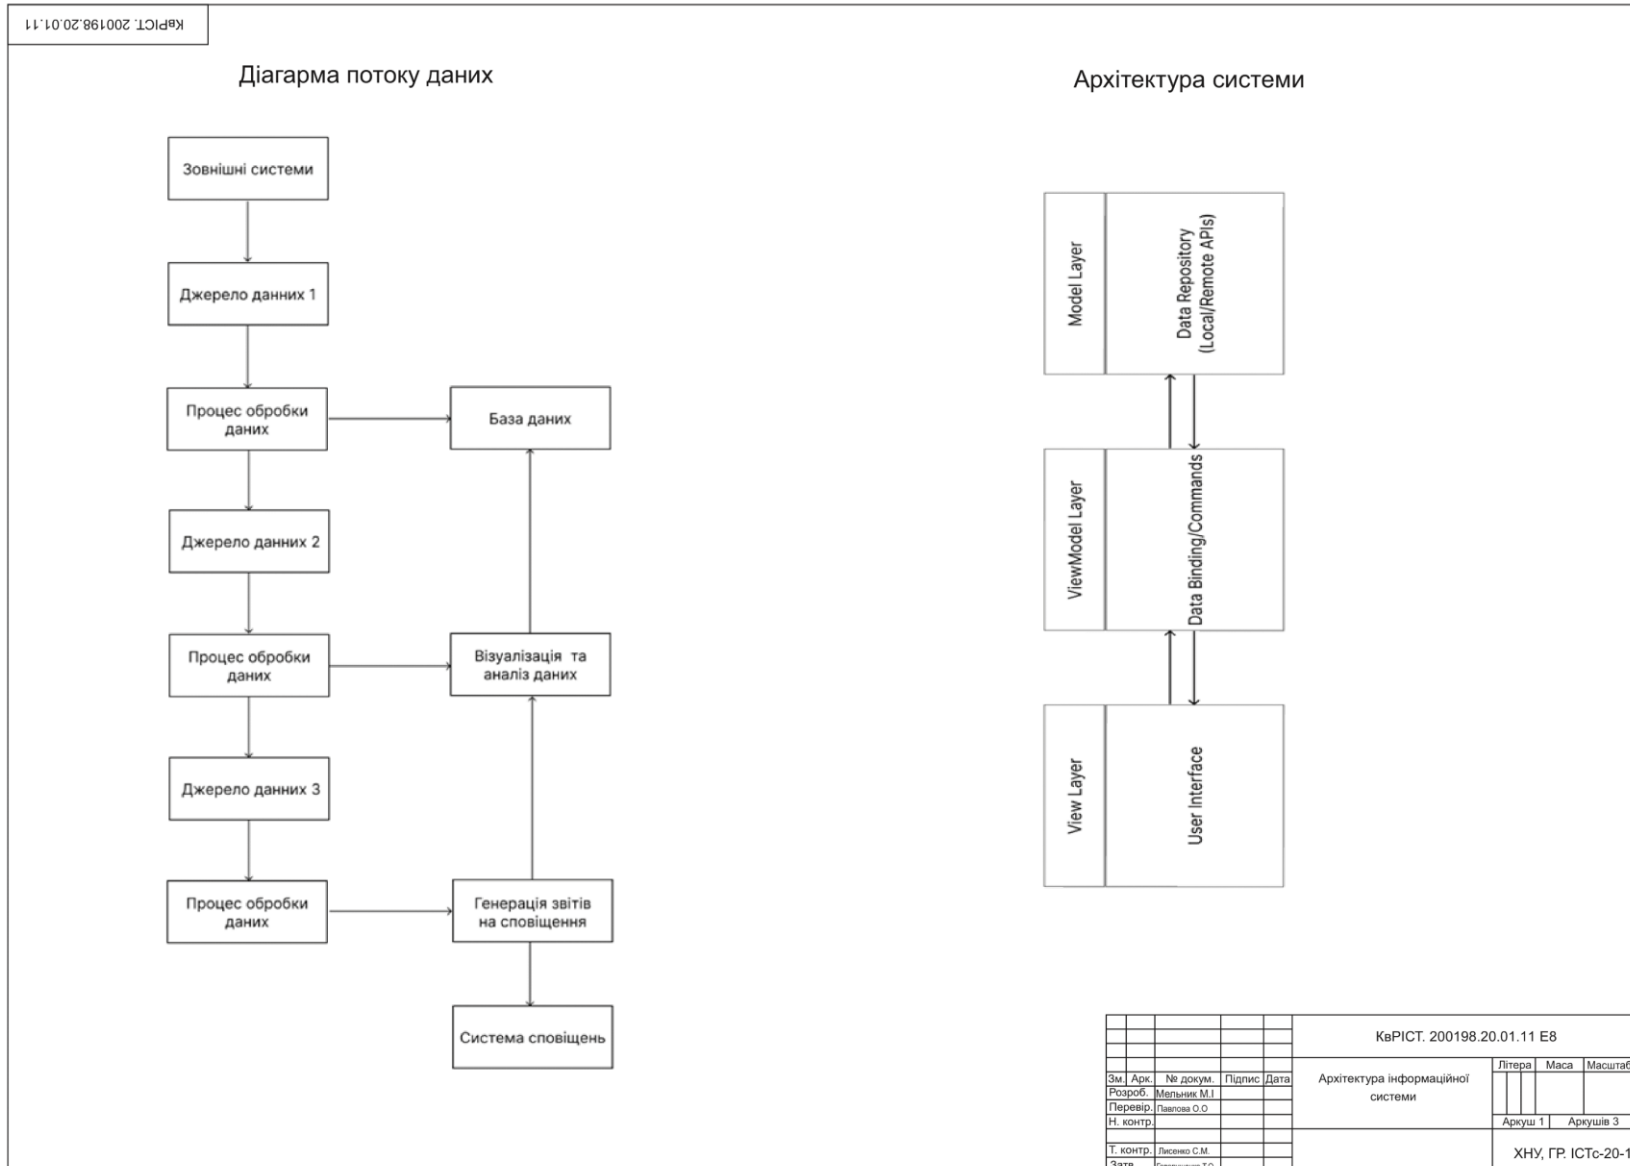 КвРІСТ. 200198.20.01.11
Діагарма потоку даних
Зовнішні системи
Джерело данних 1
Процес обробки
даних
База даних
Джерело данних 2
Процес обробки
даних
Візуалізація та
аналіз даних
Джерело данних 3
Процес обробки
даних
Генерація звітів
на сповіщення
Система сповіщень
Архітектура системи
Model Layer
Data Repository
(Local/Remote APIs)
ViewModel Layer
Data Binding/Commands
View Layer
User Interface
КвРІСТ. 200198.20.01.11 Е8
Зм. Арк. № докум. Підпис Дата
Архітектура інформаційної
системи
Літера Маса Масштаб
Розроб. Мельник М.І
Перевір. Павлова О.О
Н. контр.
Аркуш 1 Аркушів 3
Т. контр. Лисенко С.М.
Затв.
ХНУ, ГР. ІСТс-20-1